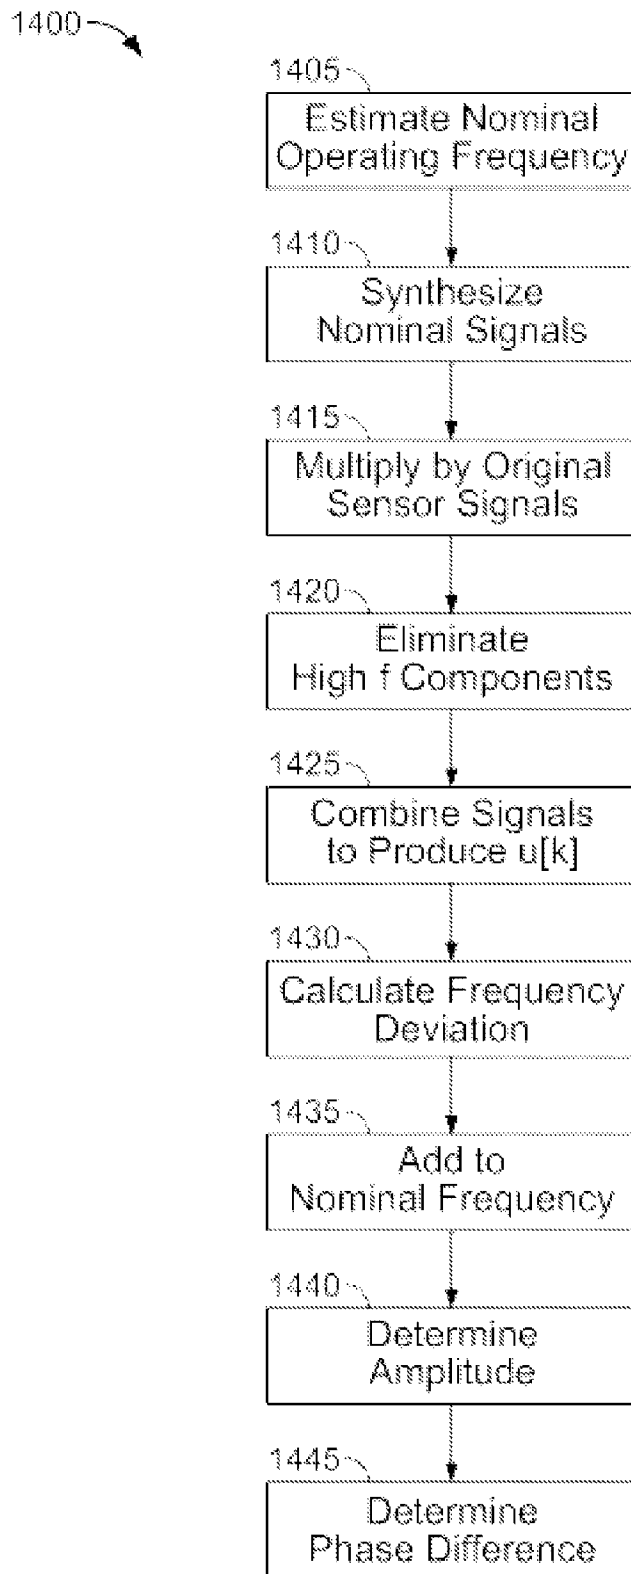 1400
1405
Estimate Nominal
Operating Frequency
1410
Synthesize
Nominal Signals
1415
Multiply by Original
Sensor Signals
1420
Eliminate
High f Components
1425
Combine Signals
to Produce u[k]
1430
Calculate Frequency
Deviation
1435
Add to
Nominal Frequency
1440
Determine
Amplitude
1445
Determine
Phase Difference